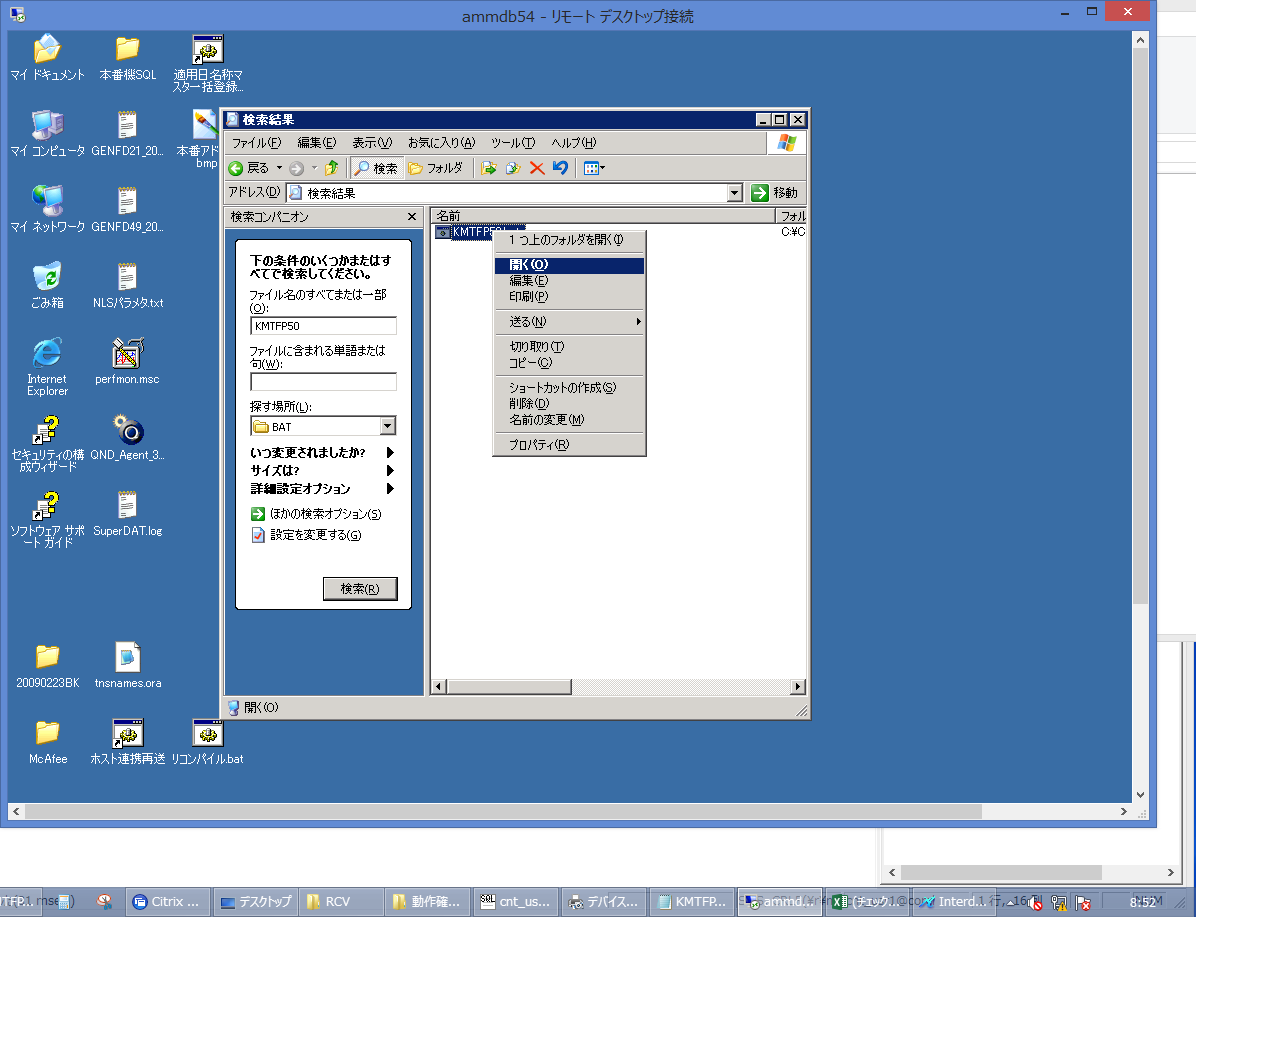 ammdb54 - リモート デスクトップ接続
マイ ドキュメント
本番機SQL
適用日名称マ
スター括登録...
マイ コンピュータ
GENFD21_20...
本番アド
bmp
マイ ネットワーク
GENFD49_20...
ごみ箱
NLSパラメタ.txt
Internet
Explorer
perfmon.msc
セキュリティの構
成ウィザード
QND_Agent_3...
ソフトウェア サポ
ート ガイド
SuperDAT.log
20090223BK
tnsnames.ora
McAfee
ホスト連携再送
リコンパイル.bat
検索結果
ファイル(F) 編集(E) 表示(V) お気に入り(A) ツール(T) ヘルプ(H)
戻る 検索 フォルダ
アドレス(D) 検索結果 移動
検索コンパニオン
下の条件のいくつかまたはす
べてで検索してください。
ファイル名のすべてまたは一部
(O):
KMTFP50
ファイルに含まれる単語または
句(W):
探す場所(L):
BAT
いつ変更されましたか?
サイズは?
詳細設定オプション
ほかの検索オプション(S)
設定を変更する(G)
検索(R)
名前 フォル
C:¥C
1 つ上のフォルダを開く(I)
開く(O)
編集(E)
印刷(P)
送る(N)
切り取り(T)
コピー(C)
ショートカットの作成(S)
削除(D)
名前の変更(M)
プロパティ(R)
開く(O)
Citrix ...
デスクトップ
RCV
動作確...
cnt_us...
デバイス...
KMTFP...
ammd...
(チェック...
Interd...
8:52